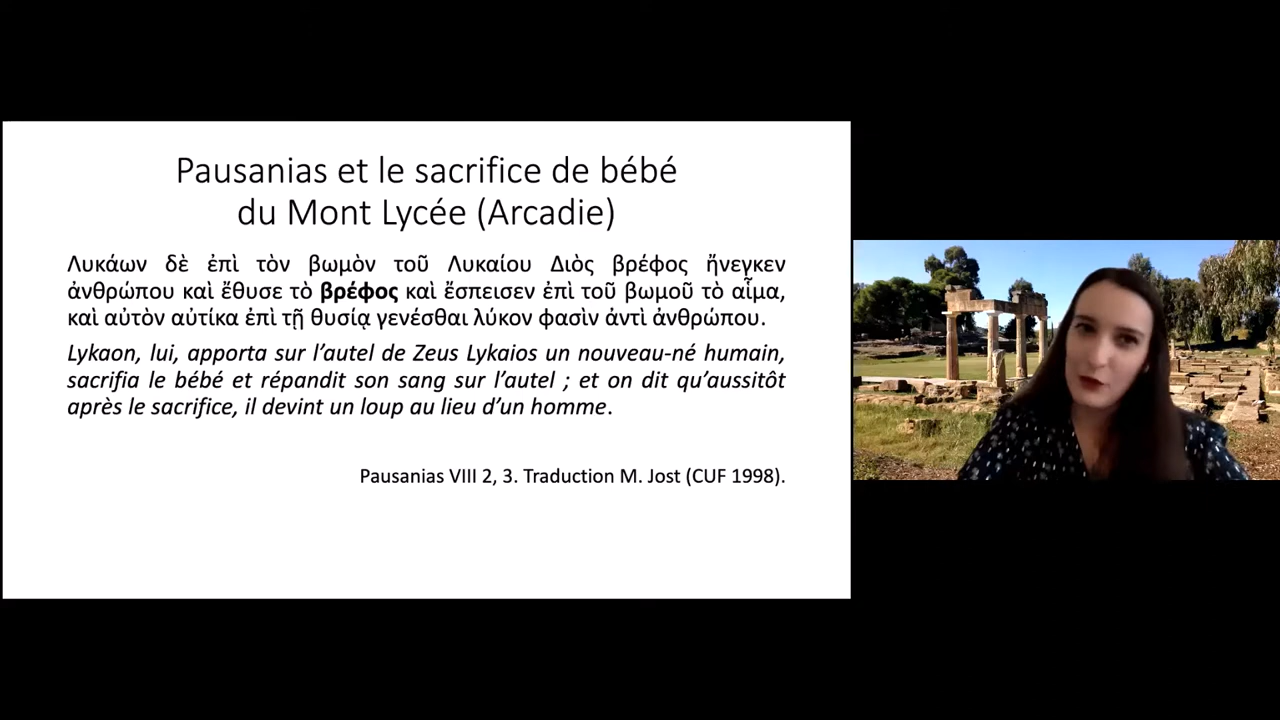 Pausanias et le sacrifice de bébé
du Mont Lycée (Arcadie)
Λυκάων δὲ ἐπὶ τὸν βωμὸν τοῦ Λυκαίου Διὸς βρέφος ἤνεγκεν
ἀνθρώπου καὶ ἔθυσε τὸ βρέφος καὶ ἔσπεισεν ἐπὶ τοῦ βωμοῦ τὸ αἷμα,
καὶ αὐτὸν αὐτίκα ἐπὶ τῇ θυσίᾳ γενέσθαι λύκον φασὶν ἀντὶ ἀνθρώπου.
Lykaon, lui, apporta sur l’autel de Zeus Lykaios un nouveau-né humain,
sacrifia le bébé et répandit son sang sur l’autel ; et on dit qu’aussitôt
après le sacrifice, il devint un loup au lieu d’un homme.
Pausanias VIII 2, 3. Traduction M. Jost (CUF 1998).